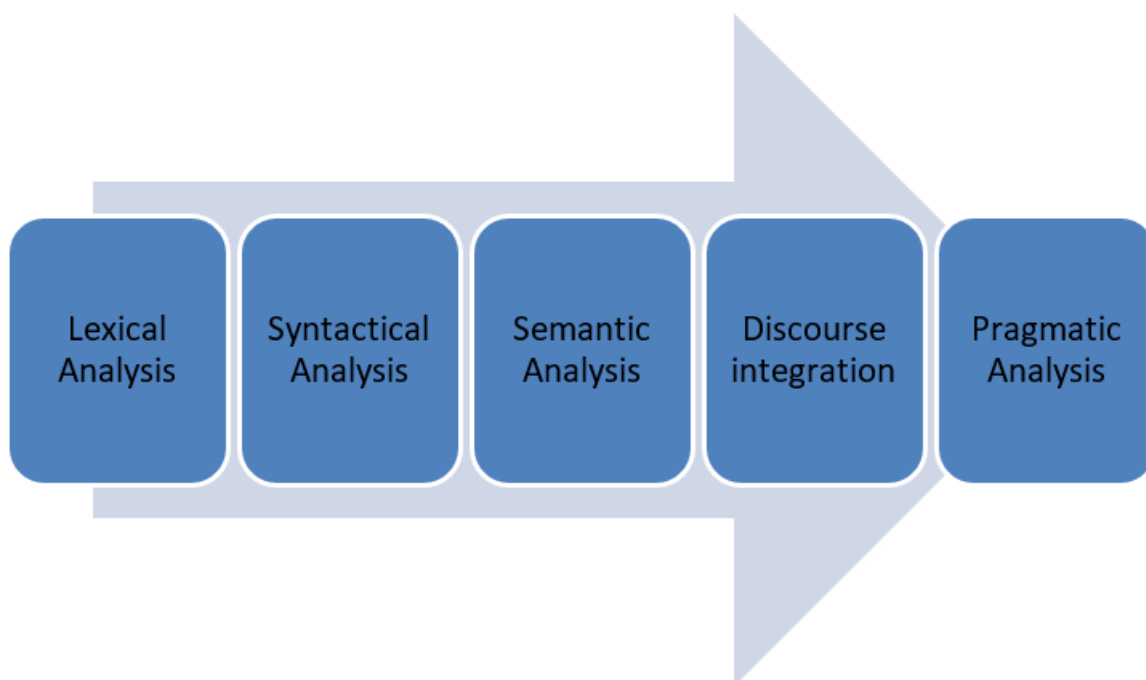 Lexical
Analysis
Syntactical
Analysis
Semantic
Analysis
Discourse
integration
Pragmatic
Analysis